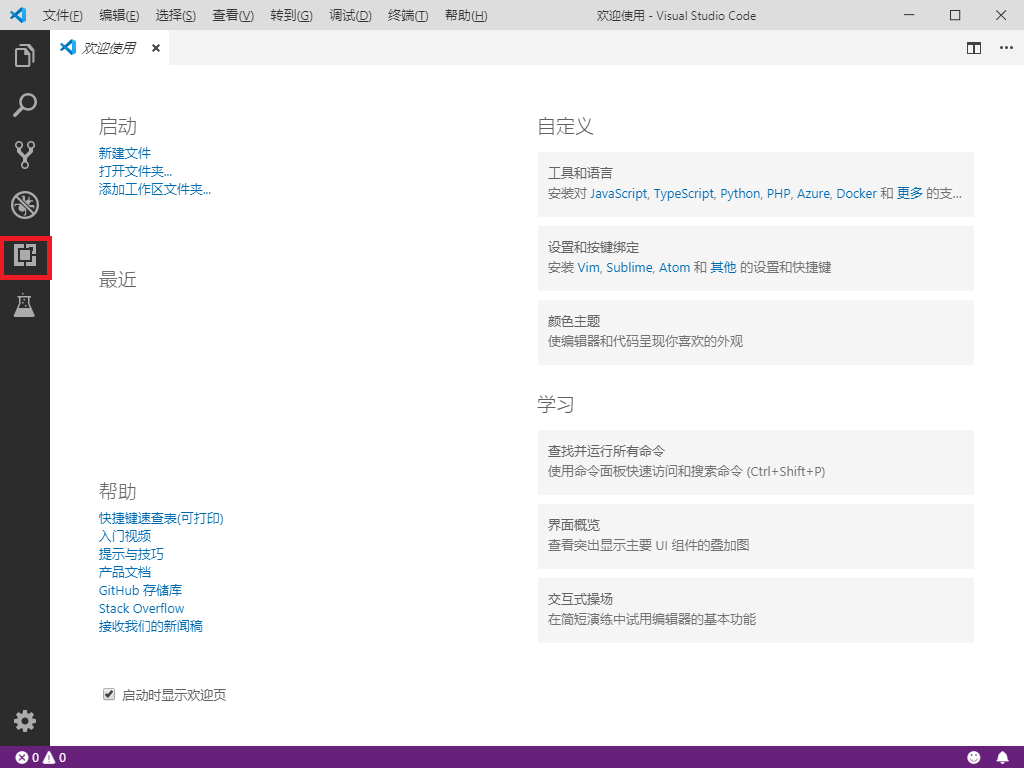 文件(F) 编辑(E) 选择(S) 查看(V) 转到(G) 调试(D) 终端(T) 帮助(H) 欢迎使用 - Visual Studio Code
欢迎使用
启动
新建文件
打开文件夹...
添加工作区文件夹...
最近
帮助
快捷键速查表(可打印)
入门视频
提示与技巧
产品文档
GitHub 存储库
Stack Overflow
接收我们的新闻稿
启动时显示欢迎页
自定义
工具和语言
安装对 JavaScript, TypeScript, Python, PHP, Azure, Docker 和 更多 的支...
设置和按键绑定
安装 Vim, Sublime, Atom 和 其他 的设置和快捷键
颜色主题
使编辑器和代码呈现你喜欢的外观
学习
查找并运行所有命令
使用命令面板快速访问和搜索命令 (Ctrl+Shift+P)
界面概览
查看突出显示主要 UI 组件的叠加图
交互式操场
在简短演练中试用编辑器的基本功能
0 0